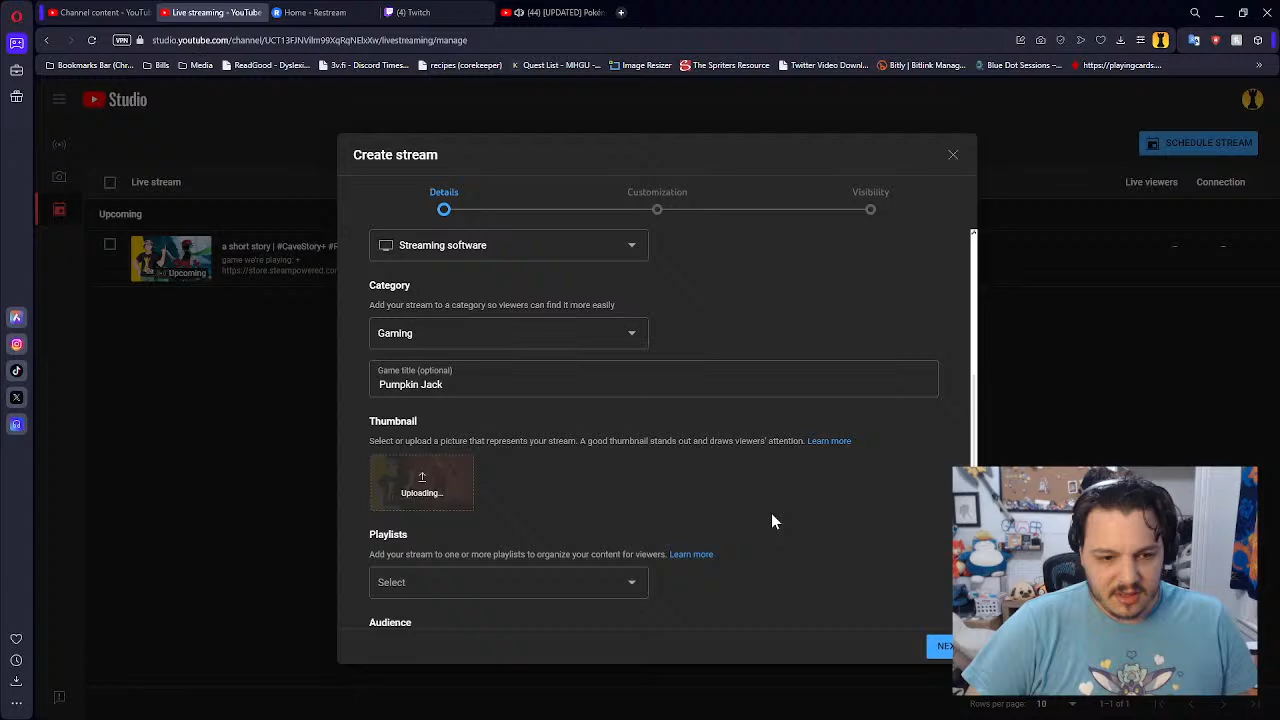 Channel content - YouTu
Live streaming - YouTube
Home - Restream
(4) Twitch
(44) [UPDATED] Pokém
VPN
studio.youtube.com/channel/UCT13FJNVilm99XqRqNEIxXw/livestreaming/manage
Bookmarks Bar (Chr...
Bills
Media
ReadGood - Dyslexi...
3v.fi - Discord Times...
recipes (corekeeper)
Quest List - MHGU -...
Image Resizer
The Spriters Resource
Twitter Video Downl...
Bitly | Bitlink Manag...
Blue Dot Sessions –...
https://playingcards....
Studio
SCHEDULE STREAM
Create stream
Details
Customization
Visibility
Live stream
Live viewers
Connection
Upcoming
Upcoming
a short story | #CaveStory+ #F
game we're playing: +
https://store.steampowered.com
Streaming software
Category
Add your stream to a category so viewers can find it more easily
Gaming
Game title (optional)
Pumpkin Jack
Thumbnail
Select or upload a picture that represents your stream. A good thumbnail stands out and draws viewers' attention. Learn more
Uploading...
Playlists
Add your stream to one or more playlists to organize your content for viewers. Learn more
Select
Audience
NEX
Rows per page:
10
1–1 of 1